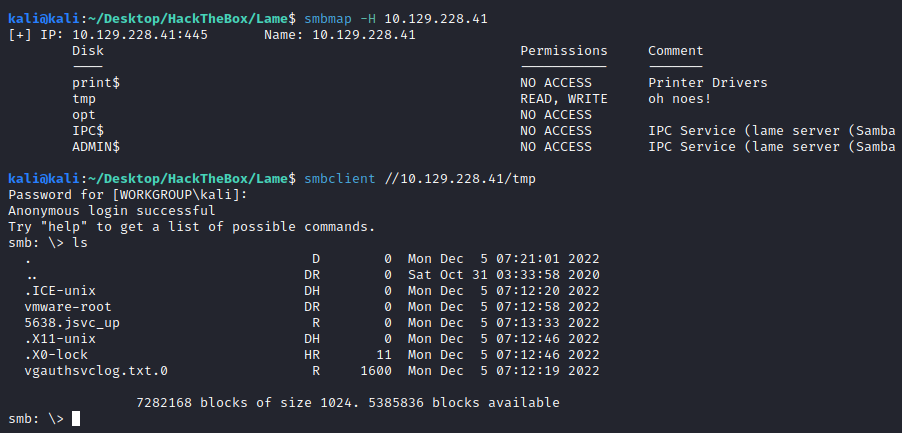 kali@kali:~/Desktop/HackTheBox/Lame$ smbmap -H 10.129.228.41
[+] IP: 10.129.228.41:445 Name: 10.129.228.41
Disk Permissions Comment
---- ----------- -------
print$ NO ACCESS Printer Drivers
tmp READ, WRITE oh noes!
opt NO ACCESS
IPC$ NO ACCESS IPC Service (lame server (Samba
ADMIN$ NO ACCESS IPC Service (lame server (Samba
kali@kali:~/Desktop/HackTheBox/Lame$ smbclient //10.129.228.41/tmp
Password for [WORKGROUP\kali]:
Anonymous login successful
Try "help" to get a list of possible commands.
smb: \> ls
. D 0 Mon Dec 5 07:21:01 2022
.. DR 0 Sat Oct 31 03:33:58 2020
.ICE-unix DH 0 Mon Dec 5 07:12:20 2022
vmware-root DR 0 Mon Dec 5 07:12:58 2022
5638.jsvc_up R 0 Mon Dec 5 07:13:33 2022
.X11-unix DH 0 Mon Dec 5 07:12:46 2022
.X0-lock HR 11 Mon Dec 5 07:12:46 2022
vgauthsvclog.txt.0 R 1600 Mon Dec 5 07:12:19 2022
7282168 blocks of size 1024. 5385836 blocks available
smb: \>